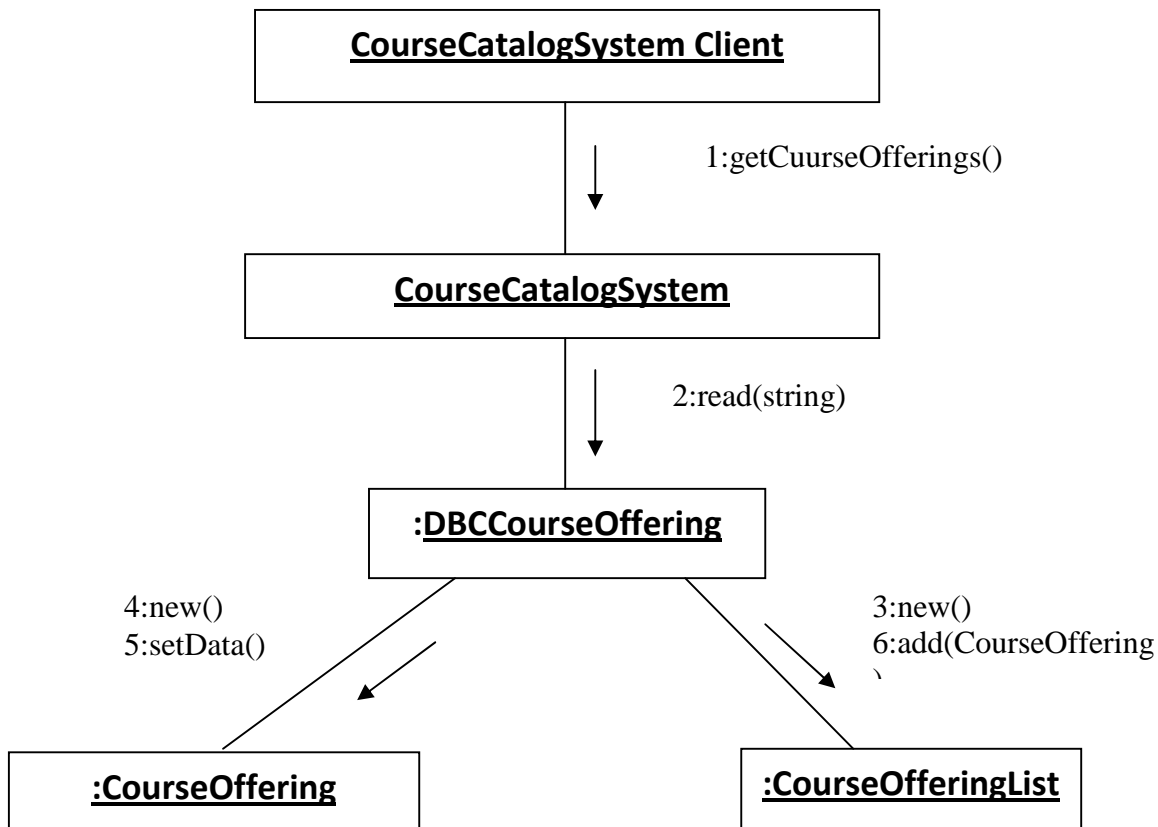 CourseCatalogSystem Client
1:getCuurseOfferings()
CourseCatalogSystem
2:read(string)
:DBCCourseOffering
4:new()
5:setData()
3:new()
6:add(CourseOffering
)
:CourseOffering
:CourseOfferingList